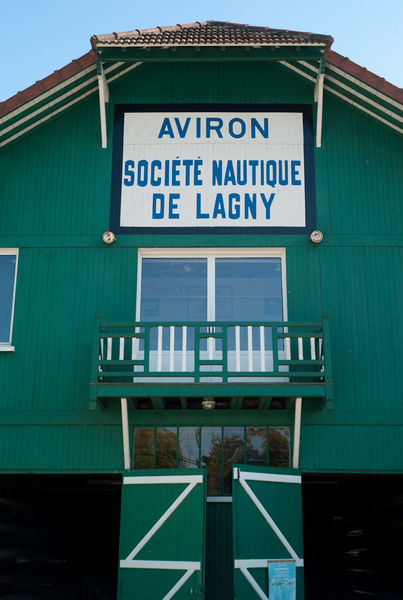 AVIRON
SOCIÉTÉ NAUTIQUE
DE LAGNY